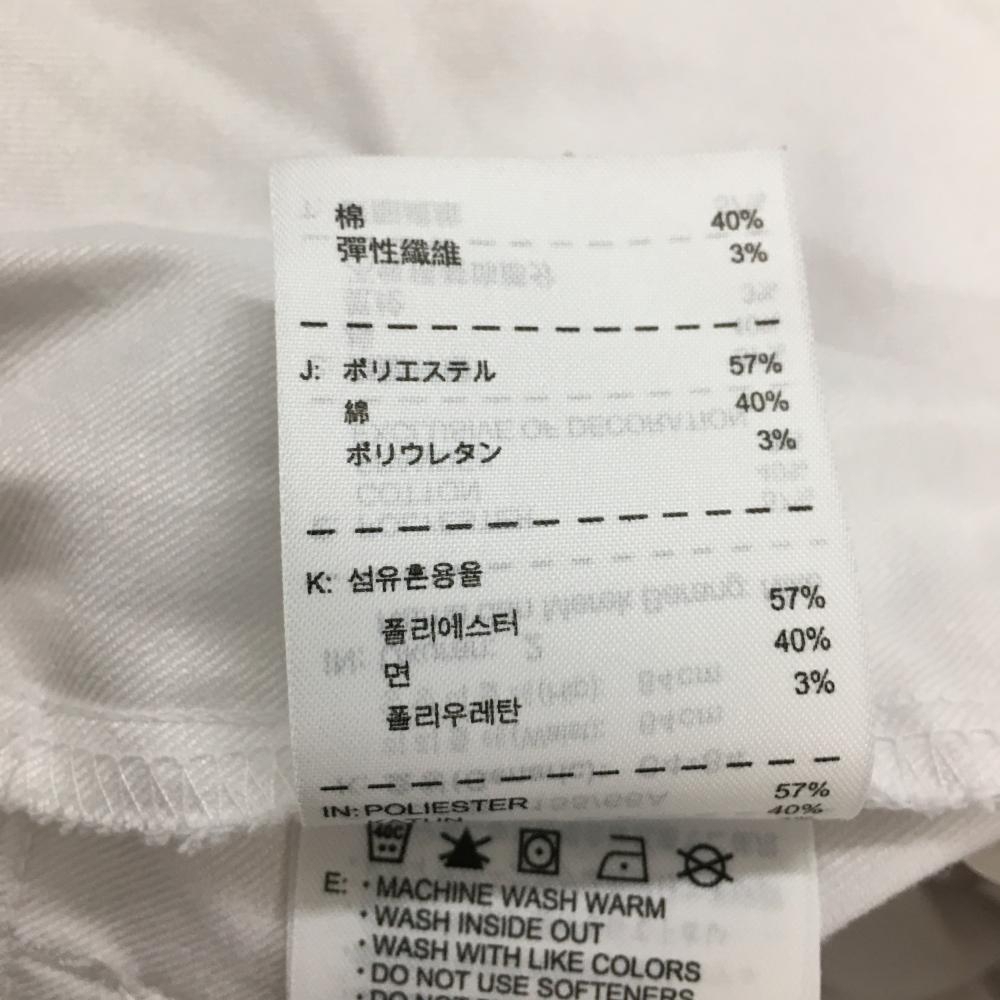 棉 40%
彈性纖維 3%
J: ポリエステル 57%
綿 40%
ポリウレタン 3%
K: 섬유혼용율
폴리에스터 57%
면 40%
폴리우레탄 3%
IN: POLIESTER 57%
40%
40C
E: • MACHINE WASH WARM
• WASH INSIDE OUT
• WASH WITH LIKE COLORS
• DO NOT USE SOFTENERS